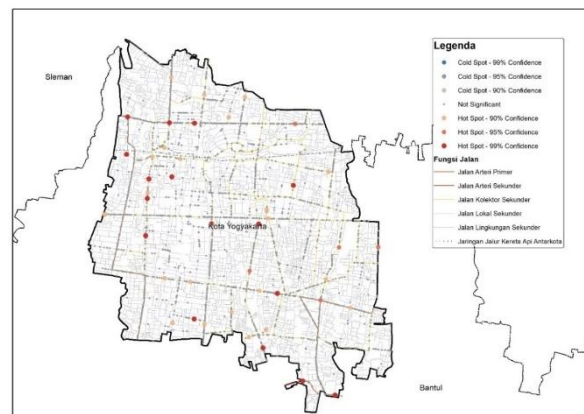 Legenda
Cold Spot - 99% Confidence
Cold Spot - 95% Confidence
Cold Spot - 90% Confidence
Not Significant
Hot Spot - 90% Confidence
Hot Spot - 95% Confidence
Hot Spot - 99% Confidence
Fungsi Jalan
Jalan Arteri Primer
Jalan Arteri Sekunder
Jalan Kolektor Sekunder
Jalan Lokal Sekunder
Jalan Lingkungan Sekunder
Jaringan Jalur Kereta Api Antarkota
Sleman
Kota Yogyakarta
Bantul